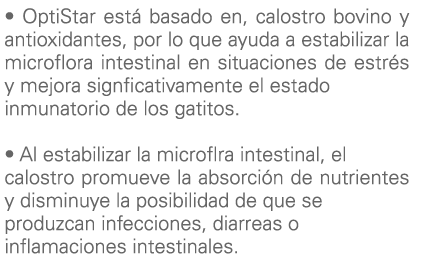 • OptiStar está basado en, calostro bovino y
antioxidantes, por lo que ayuda a estabilizar la
microflora intestinal en situaciones de estrés
y mejora signficativamente el estado
inmunatorio de los gatitos.
• Al estabilizar la microflra intestinal, el
calostro promueve la absorción de nutrientes
y disminuye la posibilidad de que se
produzcan infecciones, diarreas o
inflamaciones intestinales.